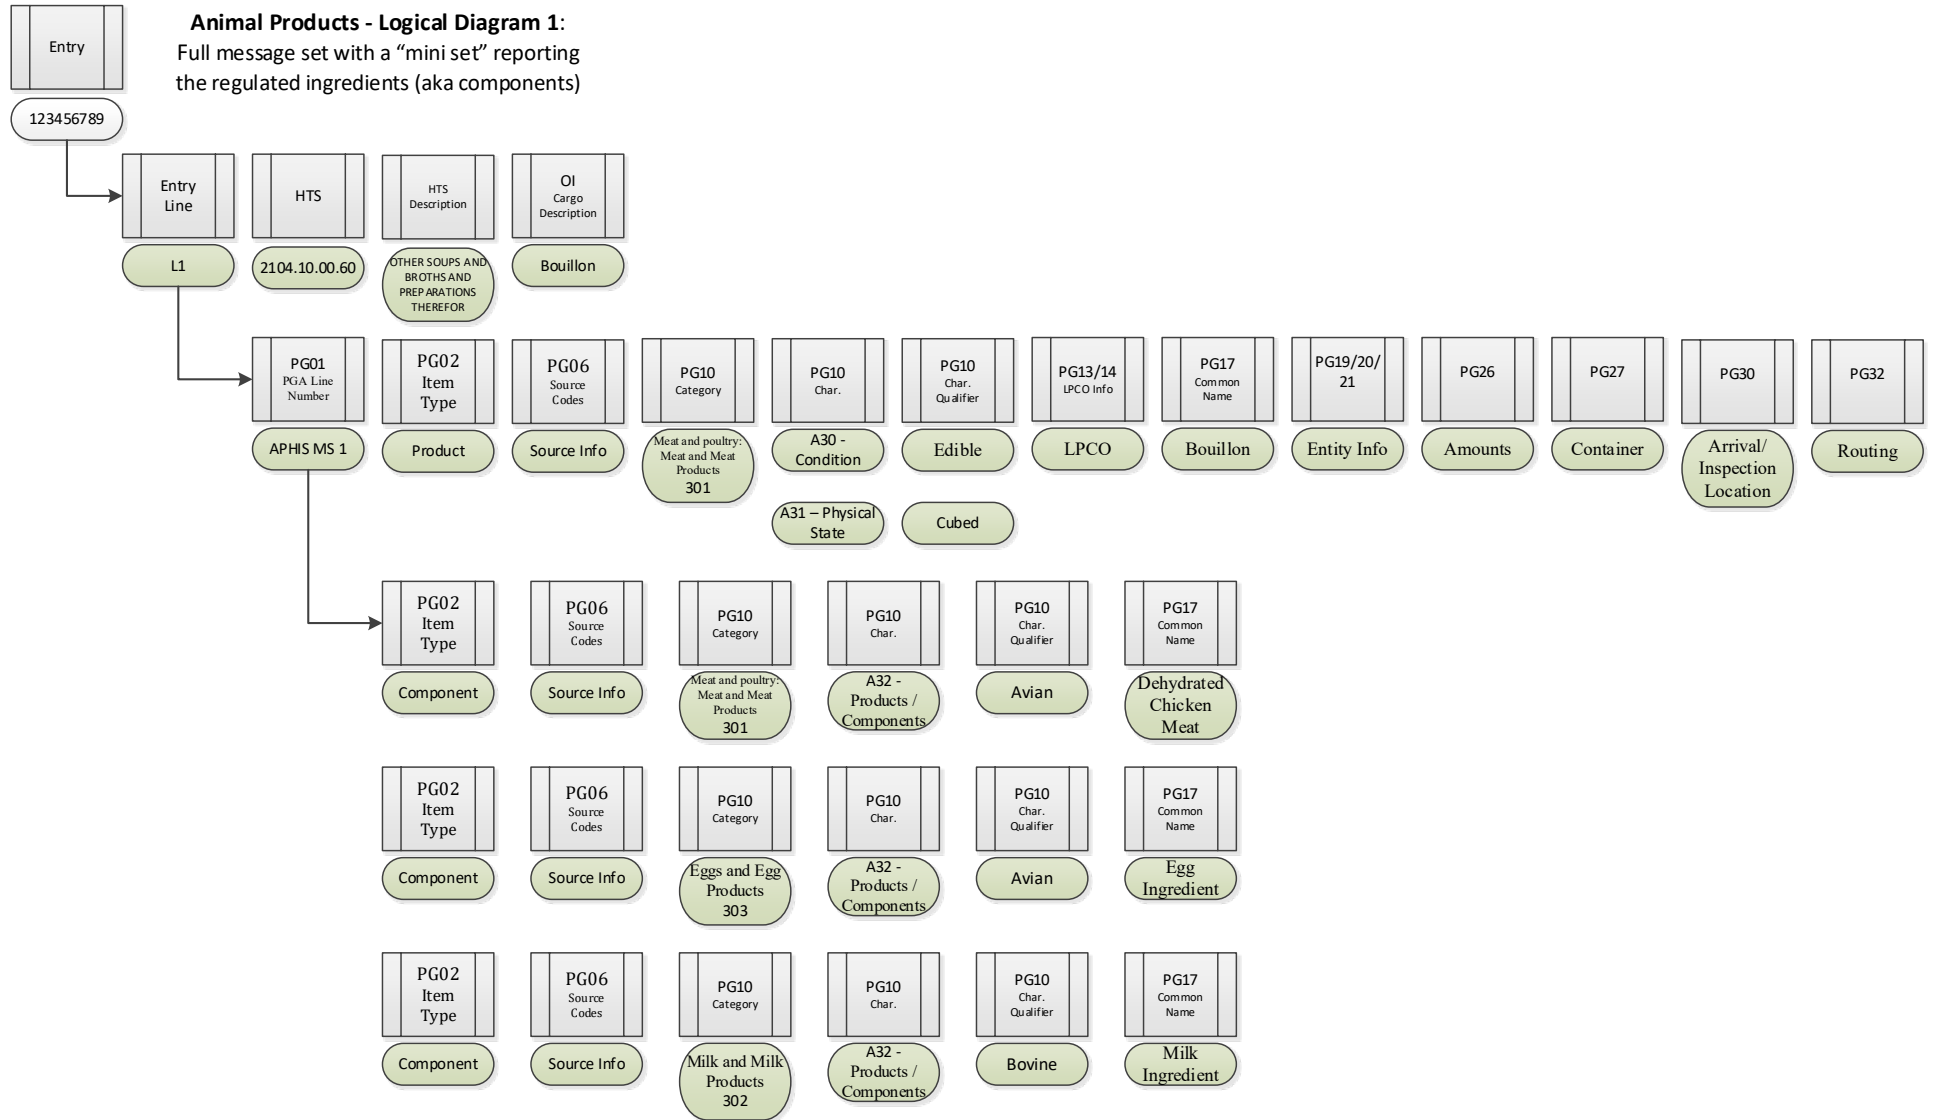 Animal Products - Logical Diagram 1:
Full message set with a “mini set” reporting
the regulated ingredients (aka components)
Entry
123456789
Entry
Line
HTS
HTS
Description
OI
Cargo
Description
L1
2104.10.00.60
OTHER SOUPS AND
BROTHS AND
PREPARATIONS
THEREFOR
Bouillon
PG01
PGA Line
Number
PG02
Item
Type
PG06
Source
Codes
PG10
Category
PG10
Char.
PG10
Char.
Qualifier
PG13/14
LPCO Info
PG17
Common
Name
PG19/20/
21
PG26
PG27
PG30
PG32
APHIS MS 1
Product
Source Info
Meat and poultry:
Meat and Meat
Products
301
A30 -
Condition
Edible
LPCO
Bouillon
Entity Info
Amounts
Container
Arrival/
Inspection
Location
Routing
A31 – Physical
State
Cubed
PG02
Item
Type
PG06
Source
Codes
PG10
Category
PG10
Char.
PG10
Char.
Qualifier
PG17
Common
Name
Component
Source Info
Meat and poultry:
Meat and Meat
Products
301
A32 -
Products /
Components
Avian
Dehydrated
Chicken
Meat
PG02
Item
Type
PG06
Source
Codes
PG10
Category
PG10
Char.
PG10
Char.
Qualifier
PG17
Common
Name
Component
Source Info
Eggs and Egg
Products
303
A32 -
Products /
Components
Avian
Egg
Ingredient
PG02
Item
Type
PG06
Source
Codes
PG10
Category
PG10
Char.
PG10
Char.
Qualifier
PG17
Common
Name
Component
Source Info
Milk and Milk
Products
302
A32 -
Products /
Components
Bovine
Milk
Ingredient